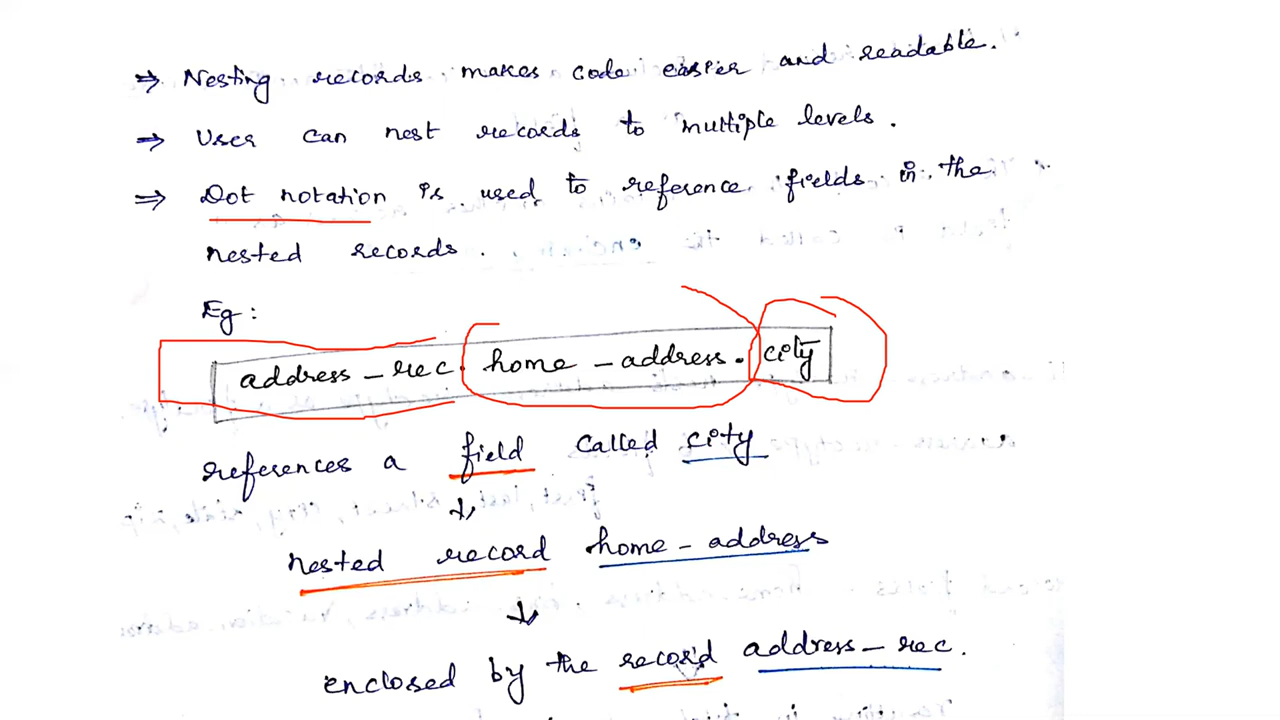 ⇒ Nesting records makes code easier and readable.
⇒ User can nest records to multiple levels.
⇒ Dot notation is used to reference fields in the
nested records.
Eg:
address_rec. home_address. city
references a field called city
↓
nested record home_address
↓
enclosed by the record address_rec.